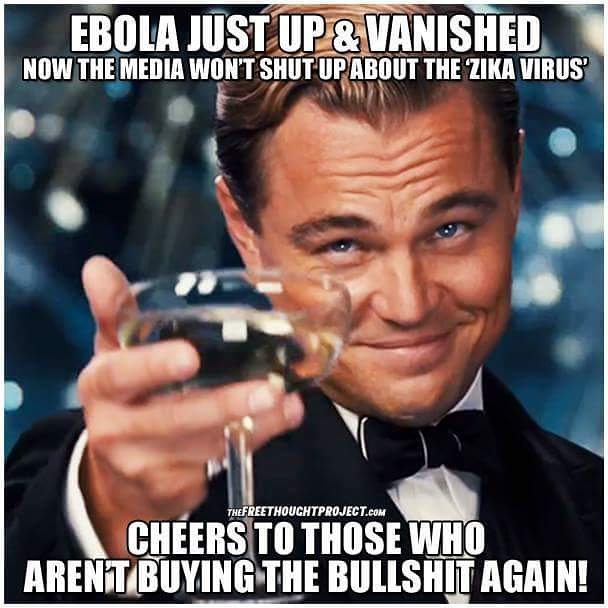 EBOLA JUST UP & VANISHED
NOW THE MEDIA WON'T SHUT UP ABOUT THE 'ZIKA VIRUS'
THEFREETHOUGHTPROJECT.COM
CHEERS TO THOSE WHO
AREN'T BUYING THE BULLSHIT AGAIN!